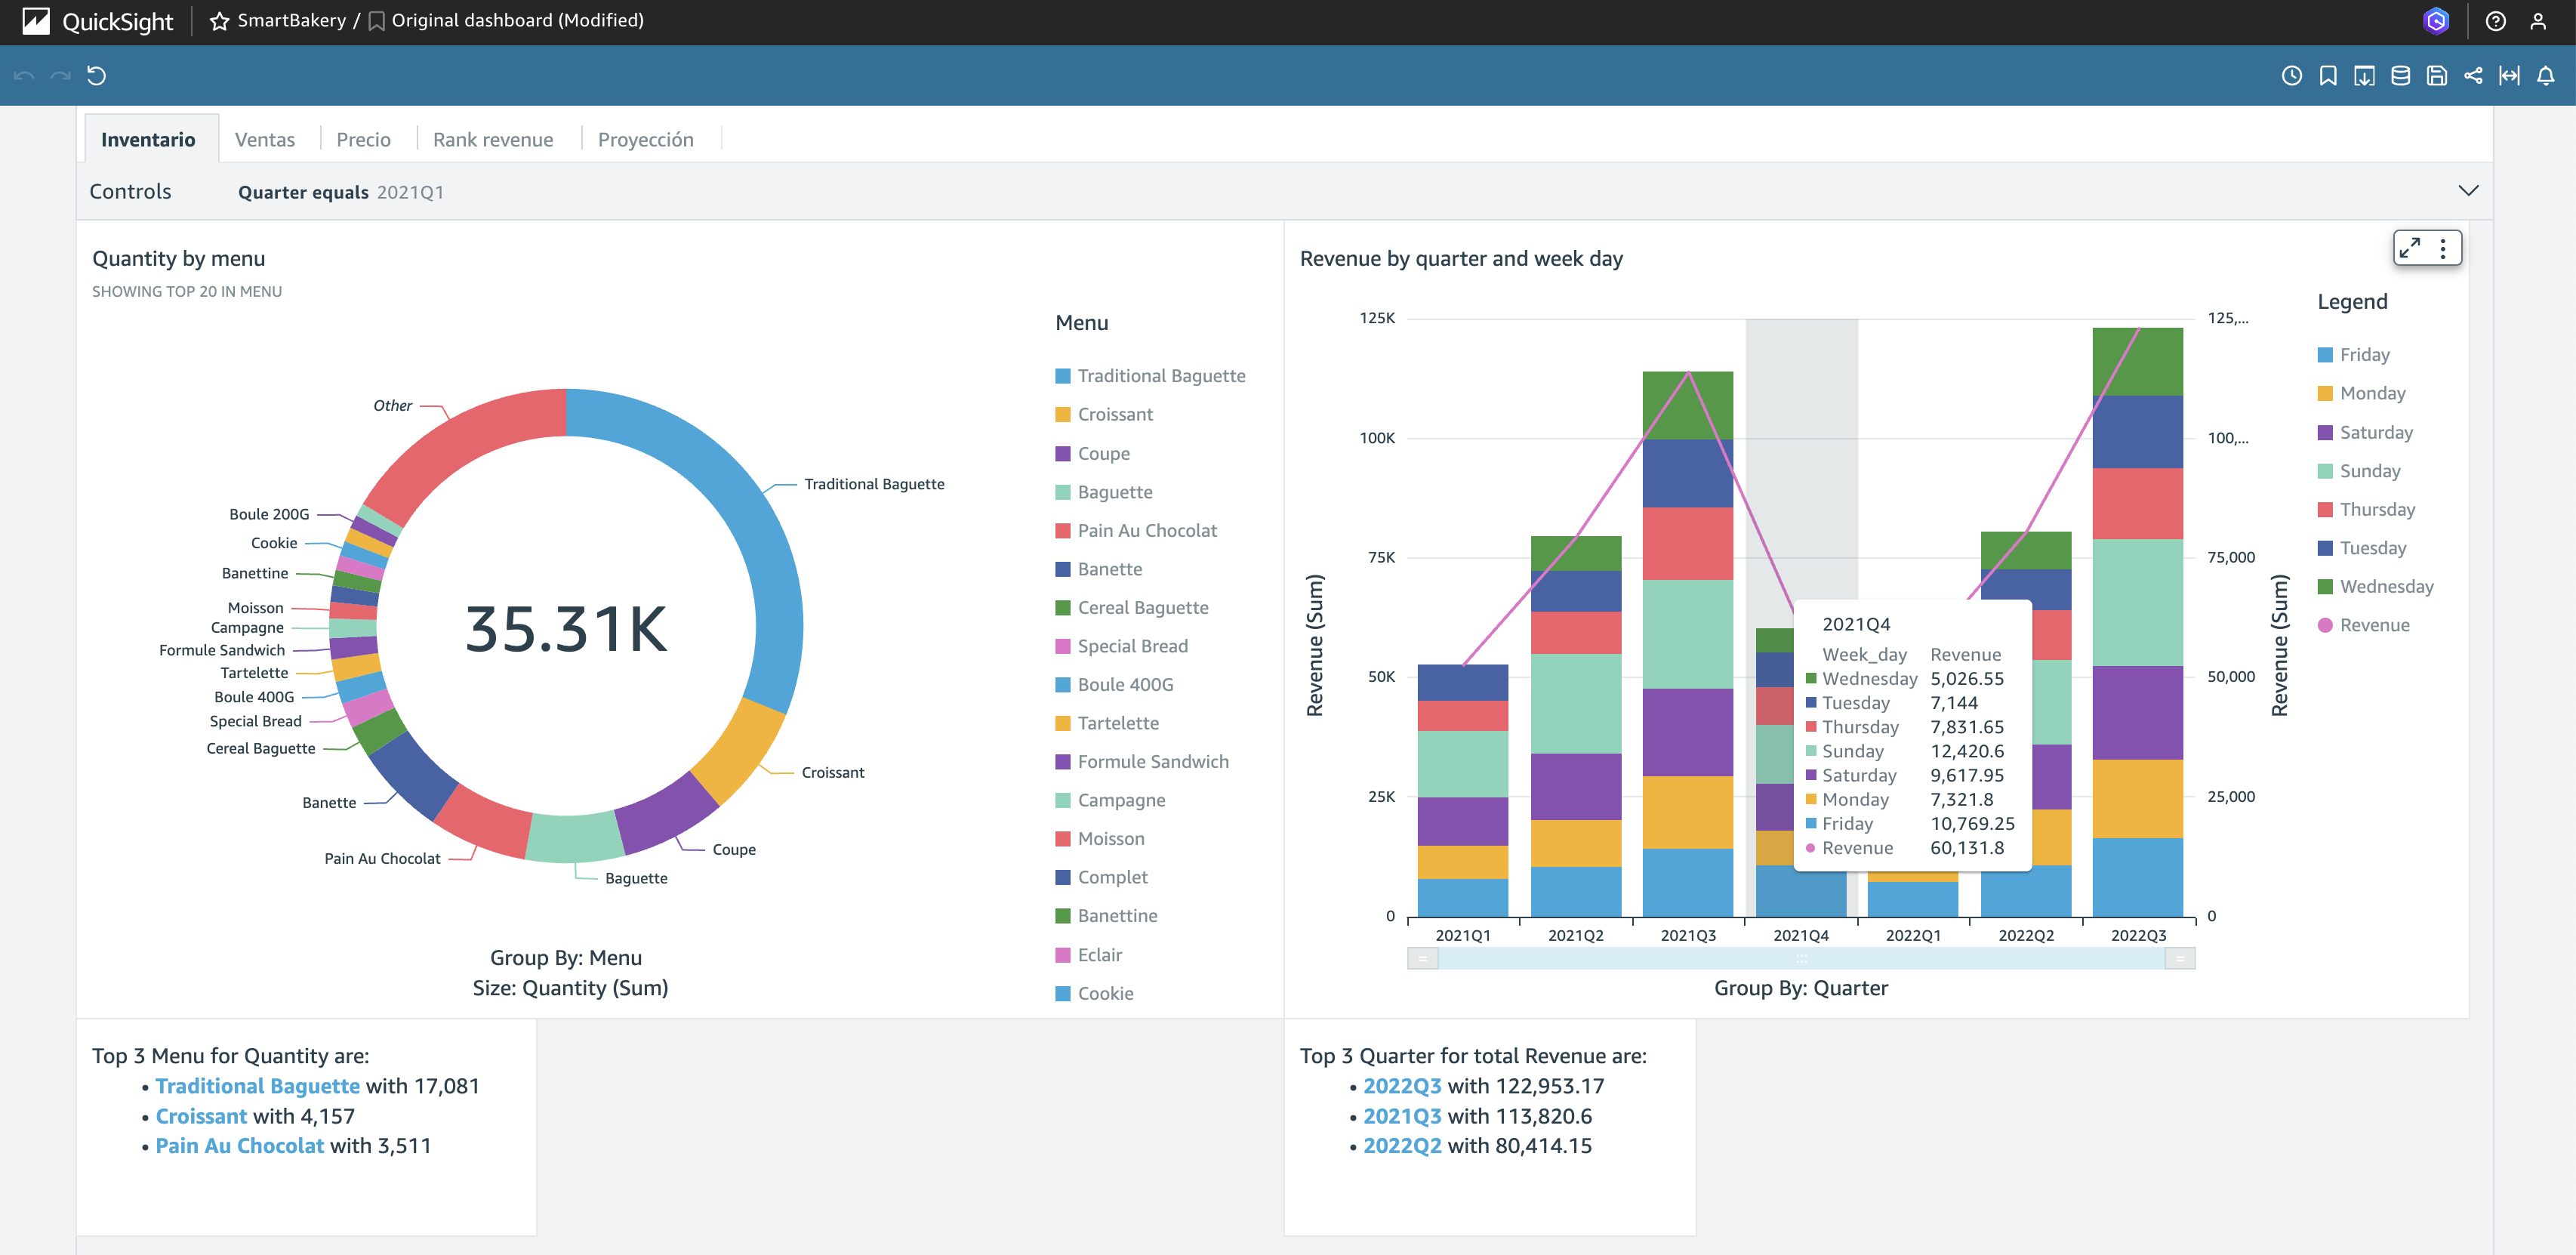 QuickSight
SmartBakery / Original dashboard (Modified)
Inventario
Ventas
Precio
Rank revenue
Proyección
Controls
Quarter equals 2021Q1
Quantity by menu
SHOWING TOP 20 IN MENU
Other
Boule 200G
Cookie
Banettine
Moisson
Campagne
Formule Sandwich
Tartelette
Boule 400G
Special Bread
Cereal Baguette
Banette
Pain Au Chocolat
Baguette
Coupe
Croissant
Traditional Baguette
35.31K
Group By: Menu
Size: Quantity (Sum)
Menu
Traditional Baguette
Croissant
Coupe
Baguette
Pain Au Chocolat
Banette
Cereal Baguette
Special Bread
Boule 400G
Tartelette
Formule Sandwich
Campagne
Moisson
Complet
Banettine
Eclair
Cookie
Revenue by quarter and week day
Revenue (Sum)
125K
100K
75K
50K
25K
0
2021Q1
2021Q2
2021Q3
2021Q4
2022Q1
2022Q2
2022Q3
125,...
100,...
75,000
50,000
25,000
0
Revenue (Sum)
Group By: Quarter
2021Q4
Week_day Revenue
Wednesday 5,026.55
Tuesday 7,144
Thursday 7,831.65
Sunday 12,420.6
Saturday 9,617.95
Monday 7,321.8
Friday 10,769.25
Revenue 60,131.8
Legend
Friday
Monday
Saturday
Sunday
Thursday
Tuesday
Wednesday
Revenue
Top 3 Menu for Quantity are:
• Traditional Baguette with 17,081
• Croissant with 4,157
• Pain Au Chocolat with 3,511
Top 3 Quarter for total Revenue are:
• 2022Q3 with 122,953.17
• 2021Q3 with 113,820.6
• 2022Q2 with 80,414.15